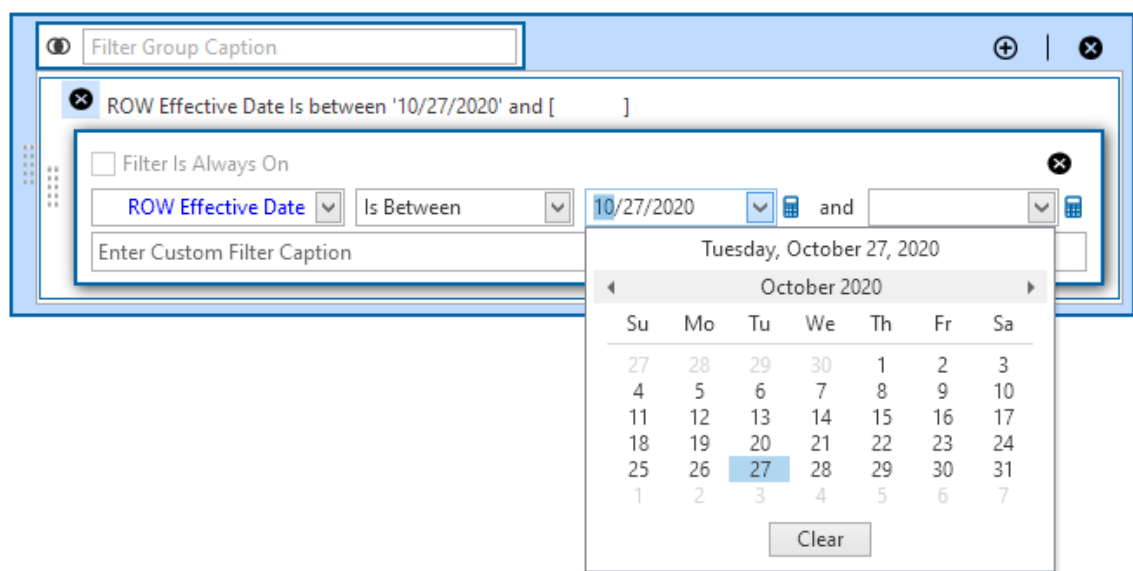 Filter Group Caption
ROW Effective Date Is between '10/27/2020' and [ ]
Filter Is Always On
ROW Effective Date Is Between 10/27/2020 and
Enter Custom Filter Caption
Tuesday, October 27, 2020
October 2020
Su Mo Tu We Th Fr Sa
27 28 29 30 1 2 3
4 5 6 7 8 9 10
11 12 13 14 15 16 17
18 19 20 21 22 23 24
25 26 27 28 29 30 31
1 2 3 4 5 6 7
Clear